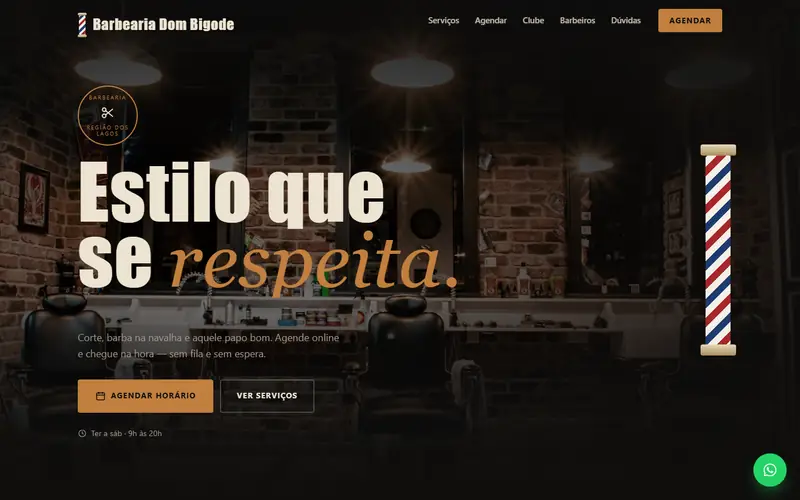 Barbearia Dom Bigode
Serviços
Agendar
Clube
Barbeiros
Dúvidas
AGENDAR
BARBEARIA
REGIÃO DOS
LAGOS
Estilo que
se respeita.
Corte, barba na navalha e aquele papo bom. Agende online
e chegue na hora — sem fila e sem espera.
AGENDAR HORÁRIO
VER SERVIÇOS
Ter a sáb · 9h às 20h